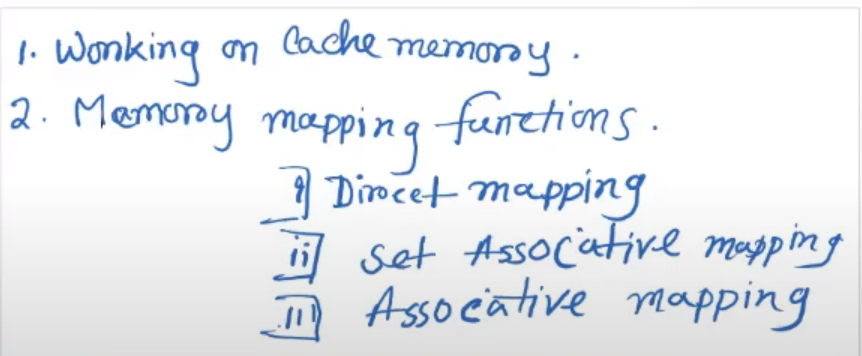 1. Working on Cache memory.
2. Memory mapping functions.
i] Direct mapping
ii] Set Associative mapping
iii] Associative mapping